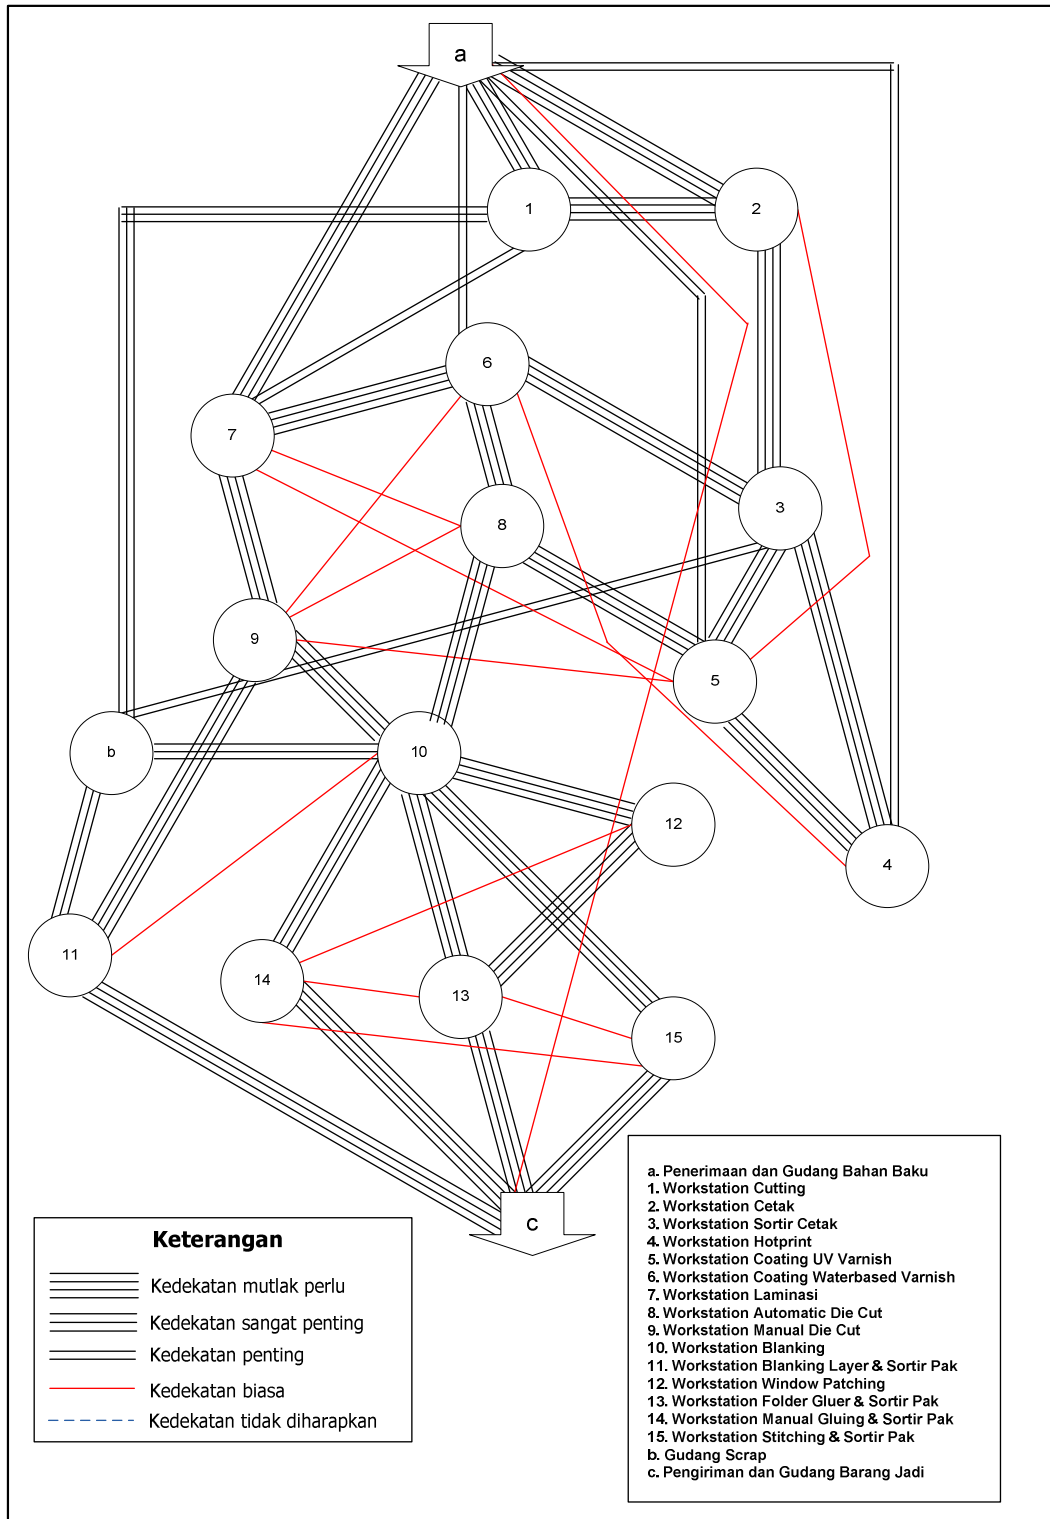 a
1
2
6
7
3
8
9
5
b
10
12
4
11
14
13
15
c
Keterangan
Kedekatan mutlak perlu
Kedekatan sangat penting
Kedekatan penting
Kedekatan biasa
Kedekatan tidak diharapkan
a. Penerimaan dan Gudang Bahan Baku
1. Workstation Cutting
2. Workstation Cetak
3. Workstation Sortir Cetak
4. Workstation Hotprint
5. Workstation Coating UV Varnish
6. Workstation Coating Waterbased Varnish
7. Workstation Laminasi
8. Workstation Automatic Die Cut
9. Workstation Manual Die Cut
10. Workstation Blanking
11. Workstation Blanking Layer & Sortir Pak
12. Workstation Window Patching
13. Workstation Folder Gluer & Sortir Pak
14. Workstation Manual Gluing & Sortir Pak
15. Workstation Stitching & Sortir Pak
b. Gudang Scrap
c. Pengiriman dan Gudang Barang Jadi